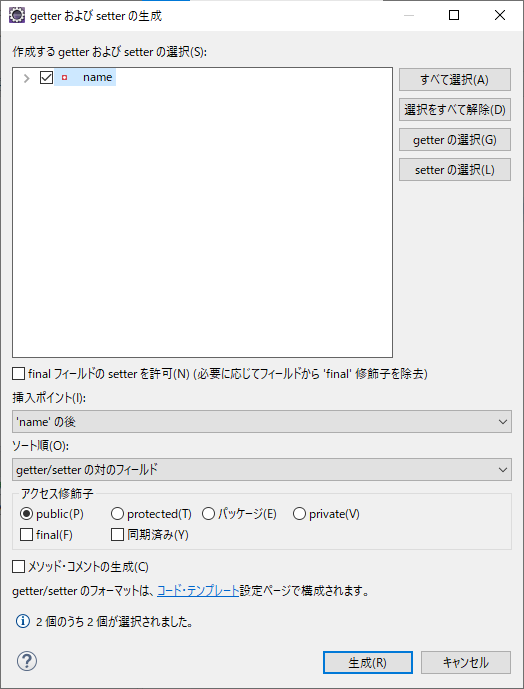 getter および setter の生成
作成する getter および setter の選択(S):
name
すべて選択(A)
選択をすべて解除(D)
getter の選択(G)
setter の選択(L)
final フィールドの setter を許可(N) (必要に応じてフィールドから 'final' 修飾子を除去)
挿入ポイント(I):
'name' の後
ソート順(O):
getter/setter の対のフィールド
アクセス修飾子
public(P) protected(T) パッケージ(E) private(V)
final(F) 同期済み(Y)
メソッド・コメントの生成(C)
getter/setter のフォーマットは、コード・テンプレート設定ページで構成されます。
2 個のうち 2 個が選択されました。
生成(R) キャンセル